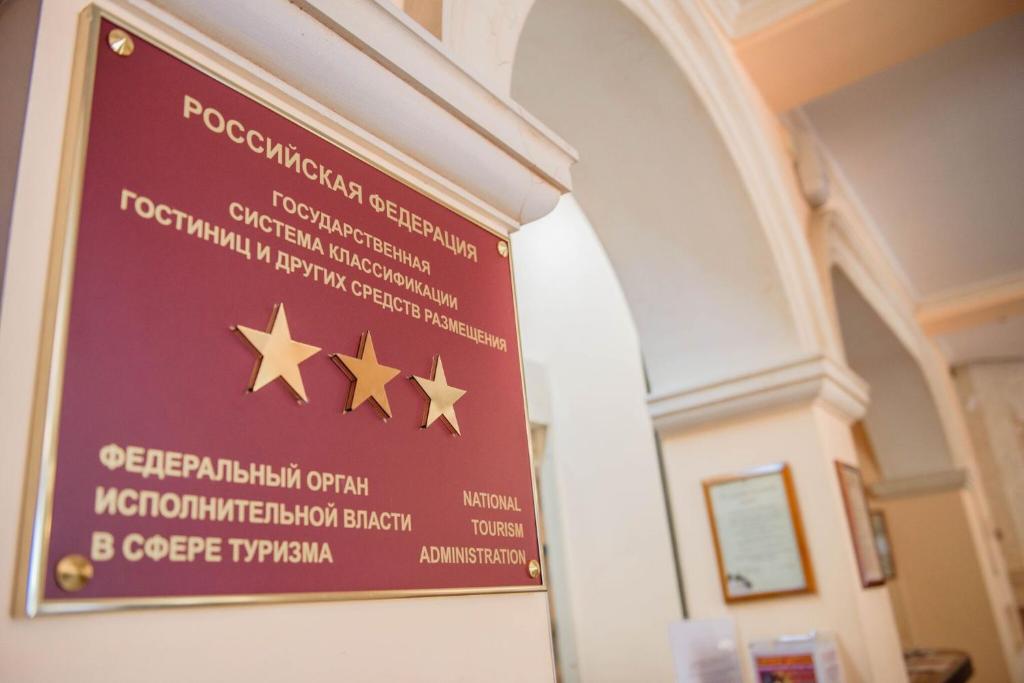 РОССИЙСКАЯ ФЕДЕРАЦИЯ
ГОСУДАРСТВЕННАЯ
СИСТЕМА КЛАССИФИКАЦИИ
ГОСТИНИЦ И ДРУГИХ СРЕДСТВ РАЗМЕЩЕНИЯ
ФЕДЕРАЛЬНЫЙ ОРГАН
ИСПОЛНИТЕЛЬНОЙ ВЛАСТИ
В СФЕРЕ ТУРИЗМА
NATIONAL
TOURISM
ADMINISTRATION